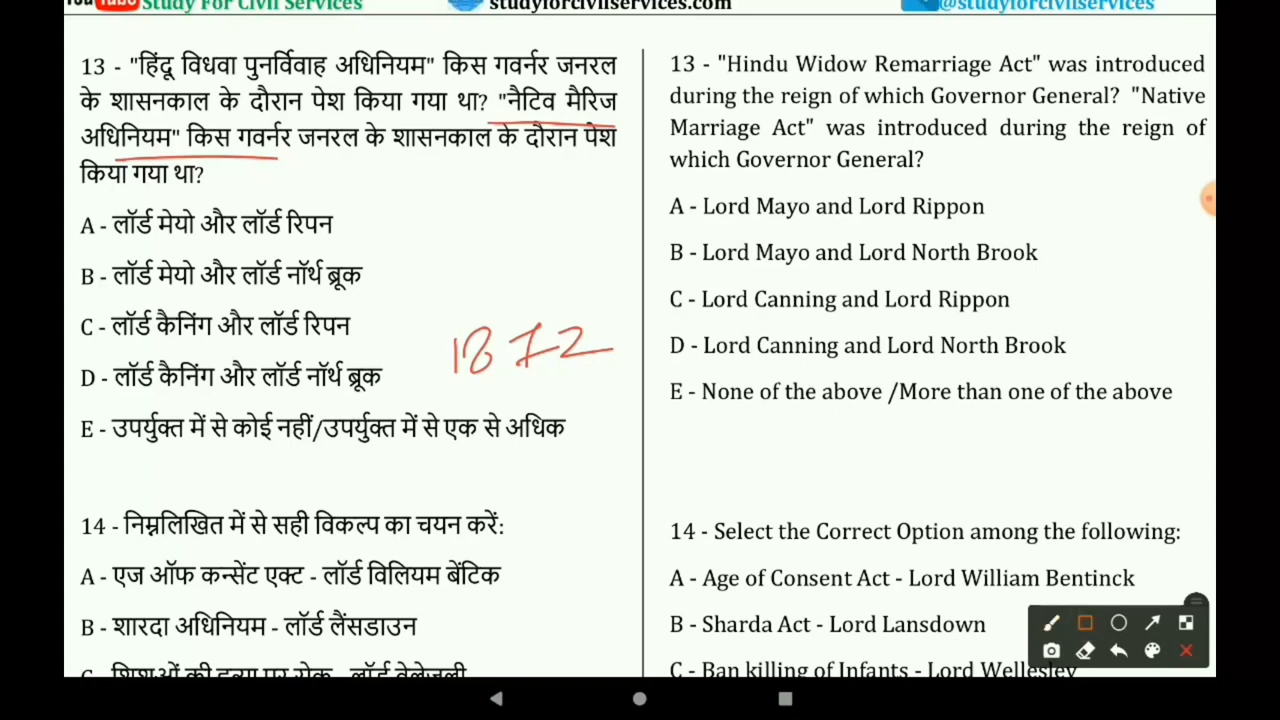 YouTube Study For Civil Services
studyforcivilservices.com
@studyforcivilservices
13 - "हिंदू विधवा पुनर्विवाह अधिनियम" किस गवर्नर जनरल
के शासनकाल के दौरान पेश किया गया था? "नैटिव मैरिज
अधिनियम" किस गवर्नर जनरल के शासनकाल के दौरान पेश
किया गया था?
A - लॉर्ड मेयो और लॉर्ड रिपन
B - लॉर्ड मेयो और लॉर्ड नॉर्थ ब्रूक
C - लॉर्ड कैनिंग और लॉर्ड रिपन
D - लॉर्ड कैनिंग और लॉर्ड नॉर्थ ब्रूक
E - उपर्युक्त में से कोई नहीं/उपर्युक्त में से एक से अधिक
1872
14 - निम्नलिखित में से सही विकल्प का चयन करें:
A - एज ऑफ कन्सेंट एक्ट - लॉर्ड विलियम बेंटिक
B - शारदा अधिनियम - लॉर्ड लैंसडाउन
C - शिशुओं की हत्या पर रोक - लॉर्ड वेलेजली
13 - "Hindu Widow Remarriage Act" was introduced
during the reign of which Governor General? "Native
Marriage Act" was introduced during the reign of
which Governor General?
A - Lord Mayo and Lord Rippon
B - Lord Mayo and Lord North Brook
C - Lord Canning and Lord Rippon
D - Lord Canning and Lord North Brook
E - None of the above /More than one of the above
14 - Select the Correct Option among the following:
A - Age of Consent Act - Lord William Bentinck
B - Sharda Act - Lord Lansdown
C - Ban killing of Infants - Lord Wellesley